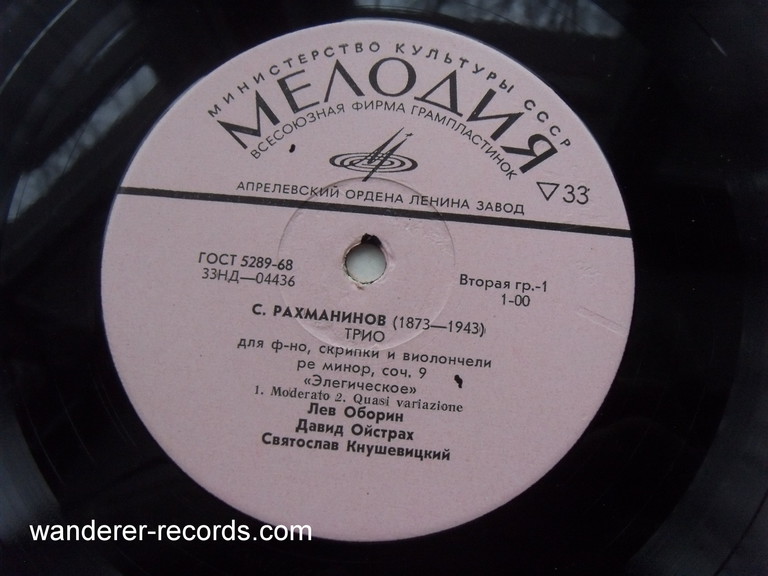 МИНИСТЕРСТВО КУЛЬТУРЫ СССР
МЕЛОДИЯ
ВСЕСОЮЗНАЯ ФИРМА ГРАМПЛАСТИНОК
▽33
АПРЕЛЕВСКИЙ ОРДЕНА ЛЕНИНА ЗАВОД
ГОСТ 5289-68
33НД—04436
Вторая гр.-1
1-00
С. РАХМАНИНОВ (1873—1943)
ТРИО
для ф-но, скрипки и виолончели
ре минор, соч. 9
«Элегическое»
1. Moderato 2. Quasi variazione
Лев Оборин
Давид Ойстрах
Святослав Кнушевицкий
wanderer-records.com